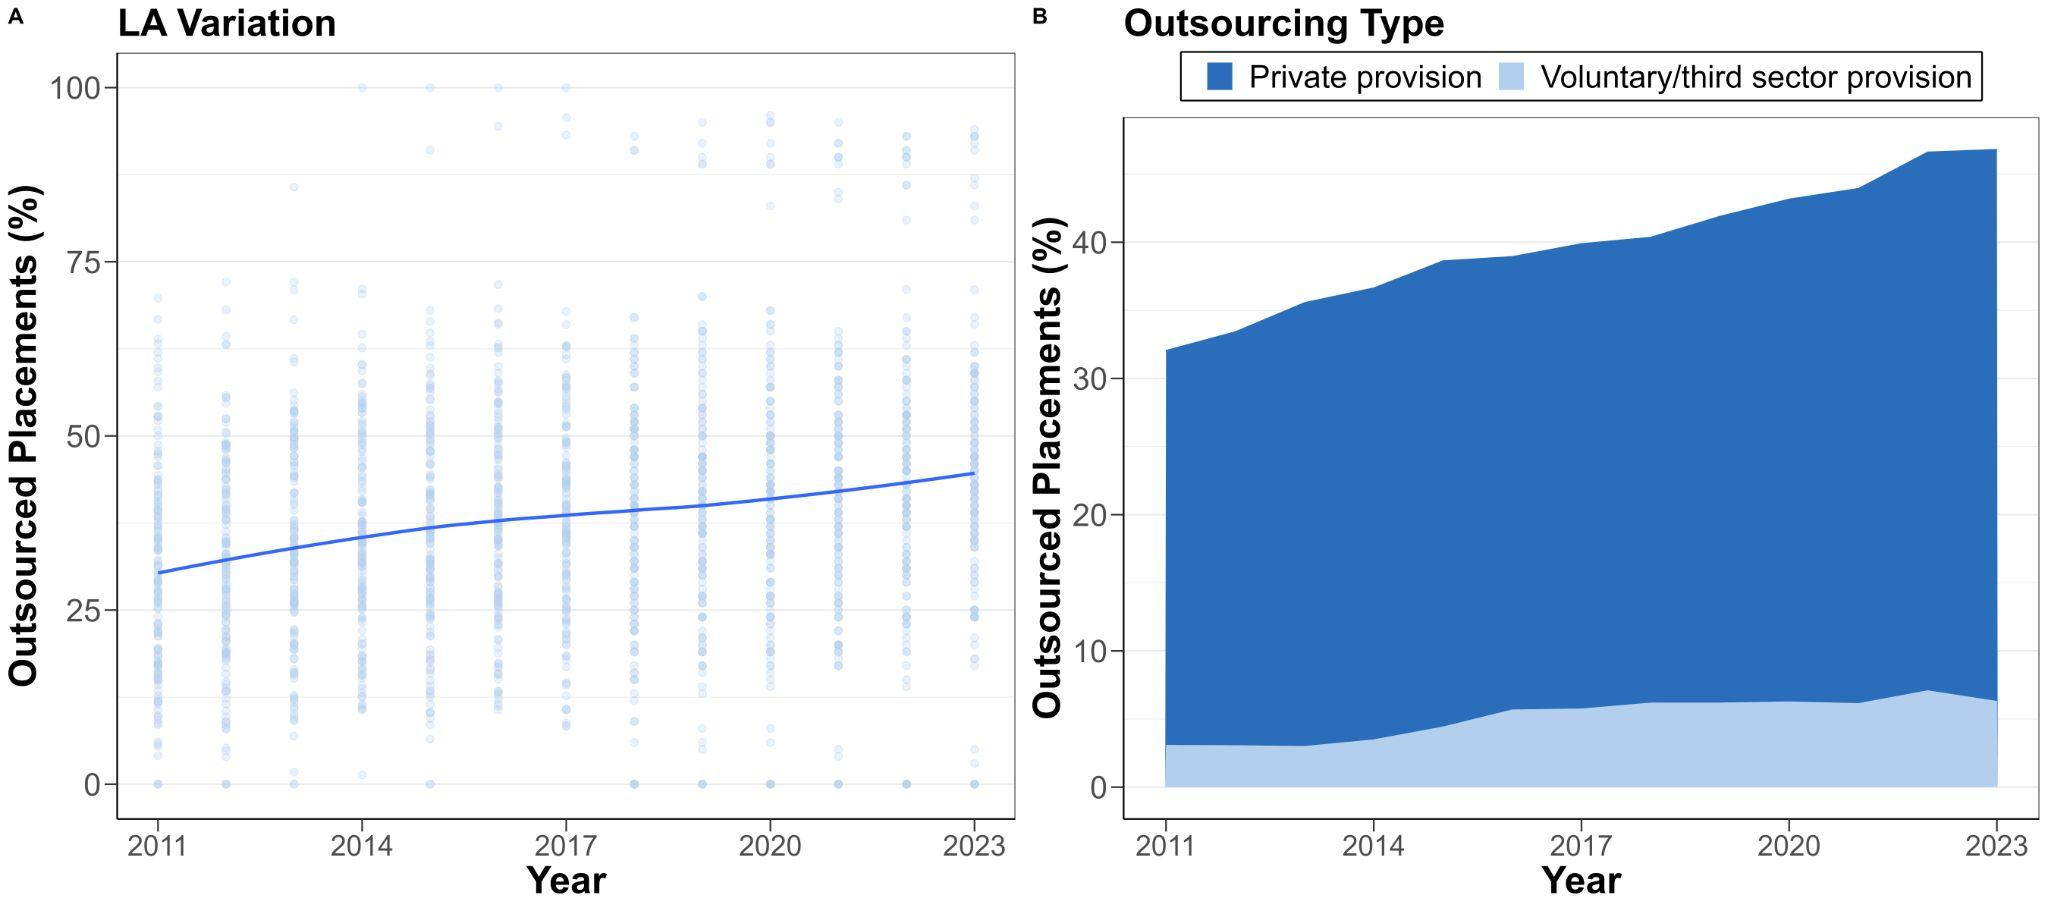 A
LA Variation
Outsourced Placements (%)
100
75
50
25
0
2011
2014
2017
2020
2023
Year
B
Outsourcing Type
Private provision
Voluntary/third sector provision
Outsourced Placements (%)
40
30
20
10
0
2011
2014
2017
2020
2023
Year